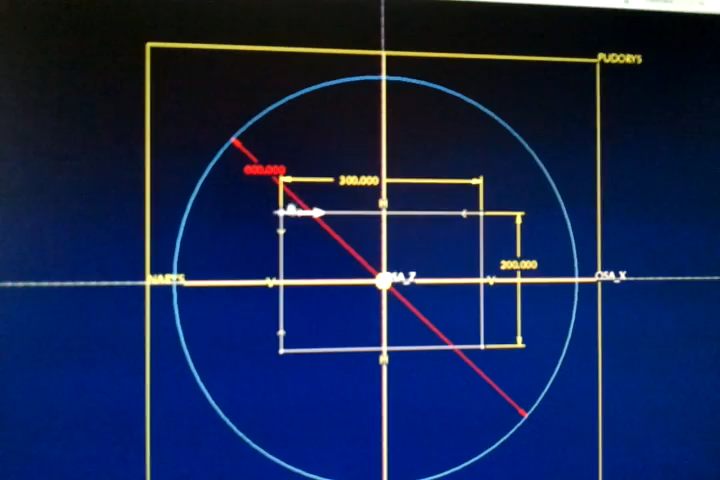 PUDORYS
600.000
300.000
H
200.000
NARYS
V
OSA_Z
V
OSA_X
H